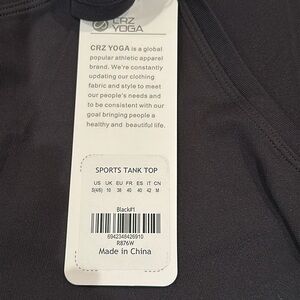 CRZ
YOGA
CRZ YOGA is a global
popular athletic apparel
brand. We're constantly
updating our clothing
fabric and style to meet
our people's needs and
to be consistent with our
goal bringing people a
healthy and beautiful life.
SPORTS TANK TOP
US UK EU FR ES IT CN
S(4/6) 10 38 40 40 42 M
Black#1
6942348426910
R876W
Made in China